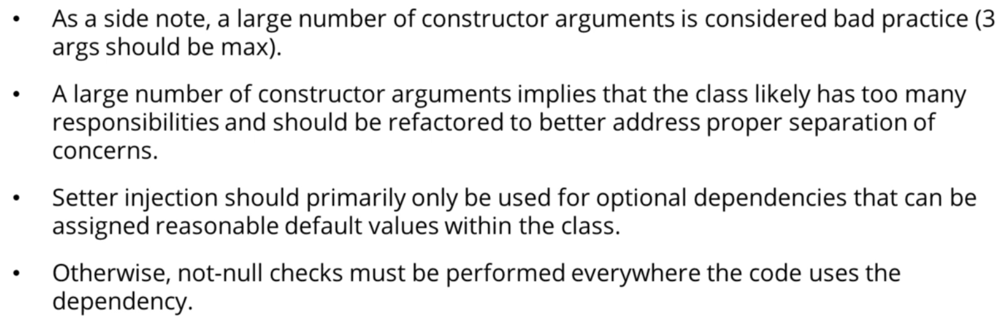 • As a side note, a large number of constructor arguments is considered bad practice (3
args should be max).
• A large number of constructor arguments implies that the class likely has too many
responsibilities and should be refactored to better address proper separation of
concerns.
• Setter injection should primarily only be used for optional dependencies that can be
assigned reasonable default values within the class.
• Otherwise, not-null checks must be performed everywhere the code uses the
dependency.